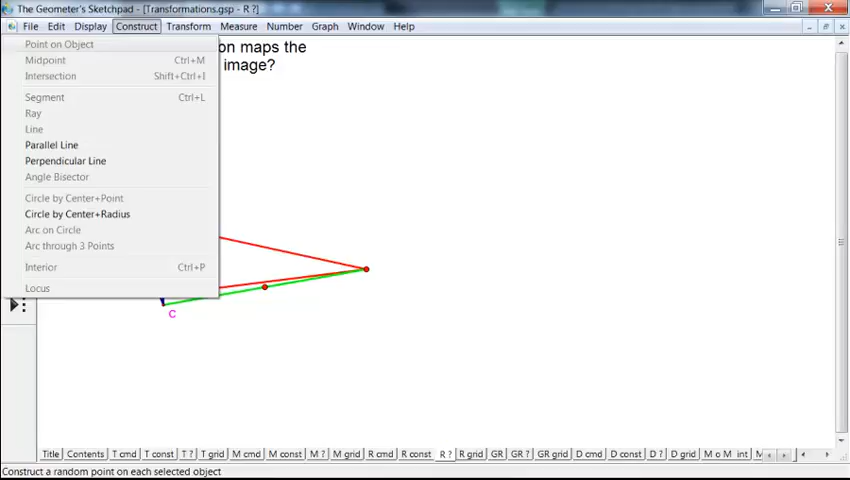 The Geometer's Sketchpad - [Transformations.gsp - R ?]
File Edit Display Construct Transform Measure Number Graph Window Help
on maps the
image?
Point on Object
Midpoint Ctrl+M
Intersection Shift+Ctrl+I
Segment Ctrl+L
Ray
Line
Parallel Line
Perpendicular Line
Angle Bisector
Circle by Center+Point
Circle by Center+Radius
Arc on Circle
Arc through 3 Points
Interior Ctrl+P
Locus
C
Title Contents T cmd T const T ? T grid M cmd M const M ? M grid R cmd R const R ? R grid GR GR ? GR grid D cmd D const D ? D grid M o M int M
Construct a random point on each selected object